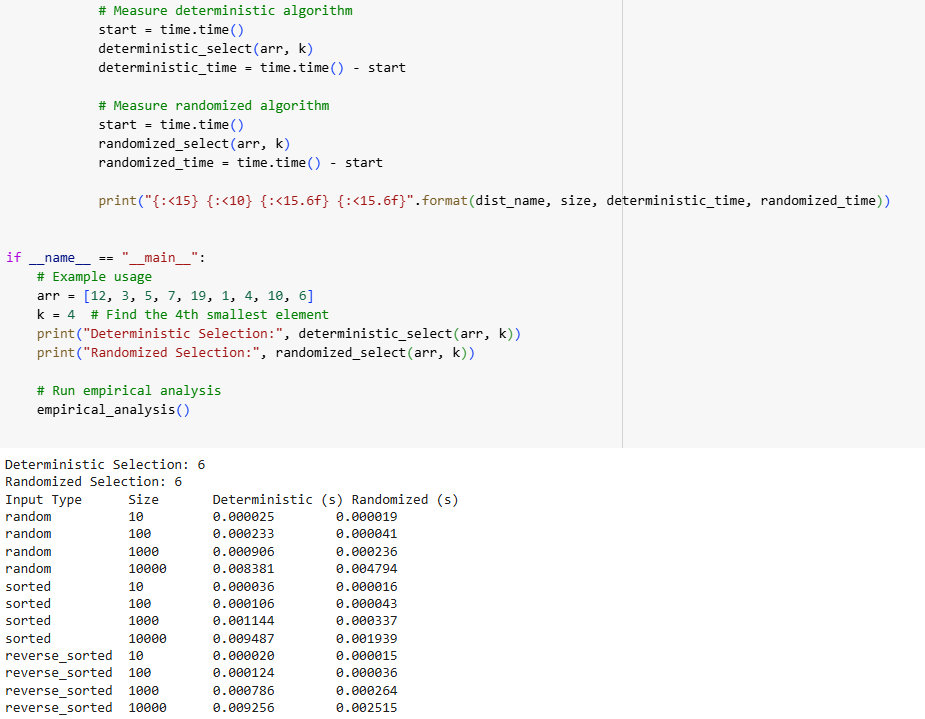 # Measure deterministic algorithm
start = time.time()
deterministic_select(arr, k)
deterministic_time = time.time() - start
# Measure randomized algorithm
start = time.time()
randomized_select(arr, k)
randomized_time = time.time() - start
print("{:<15} {:<10} {:<15.6f} {:<15.6f}".format(dist_name, size, deterministic_time, randomized_time))
if __name__ == "__main__":
# Example usage
arr = [12, 3, 5, 7, 19, 1, 4, 10, 6]
k = 4  # Find the 4th smallest element
print("Deterministic Selection:", deterministic_select(arr, k))
print("Randomized Selection:", randomized_select(arr, k))
# Run empirical analysis
empirical_analysis()
Deterministic Selection: 6
Randomized Selection: 6
Input Type      Size       Deterministic (s) Randomized (s)
random          10         0.000025        0.000019
random          100        0.000233        0.000041
random          1000       0.000906        0.000236
random          10000      0.008381        0.004794
sorted          10         0.000036        0.000016
sorted          100        0.000106        0.000043
sorted          1000       0.001144        0.000337
sorted          10000      0.009487        0.001939
reverse_sorted  10         0.000020        0.000015
reverse_sorted  100        0.000124        0.000036
reverse_sorted  1000       0.000786        0.000264
reverse_sorted  10000      0.009256        0.002515